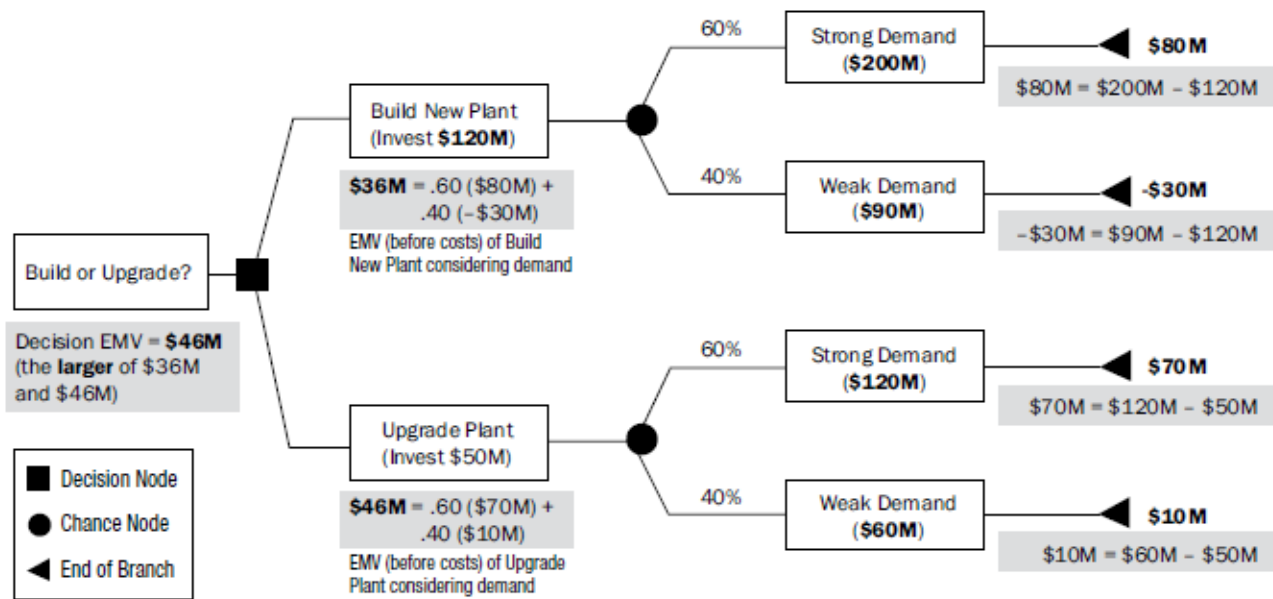 60%
Strong Demand
($200M)
$80M
$80M = $200M – $120M
Build New Plant
(Invest $120M)
$36M = .60 ($80M) +
.40 (–$30M)
EMV (before costs) of Build
New Plant considering demand
40%
Weak Demand
($90M)
-$30M
–$30M = $90M – $120M
Build or Upgrade?
Decision EMV = $46M
(the larger of $36M
and $46M)
60%
Strong Demand
($120M)
$70M
$70M = $120M – $50M
Upgrade Plant
(Invest $50M)
$46M = .60 ($70M) +
.40 ($10M)
EMV (before costs) of Upgrade
Plant considering demand
40%
Weak Demand
($60M)
$10M
$10M = $60M – $50M
Decision Node
Chance Node
End of Branch